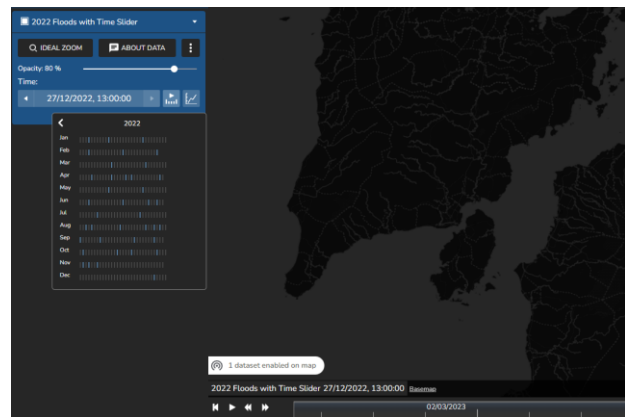 2022 Floods with Time Slider
IDEAL ZOOM
ABOUT DATA
Opacity: 80 %
Time:
27/12/2022, 13:00:00
2022
Jan
Feb
Mar
Apr
May
Jun
Jul
Aug
Sep
Oct
Nov
Dec
1 dataset enabled on map
2022 Floods with Time Slider 27/12/2022, 13:00:00 Basemap
02/03/2023